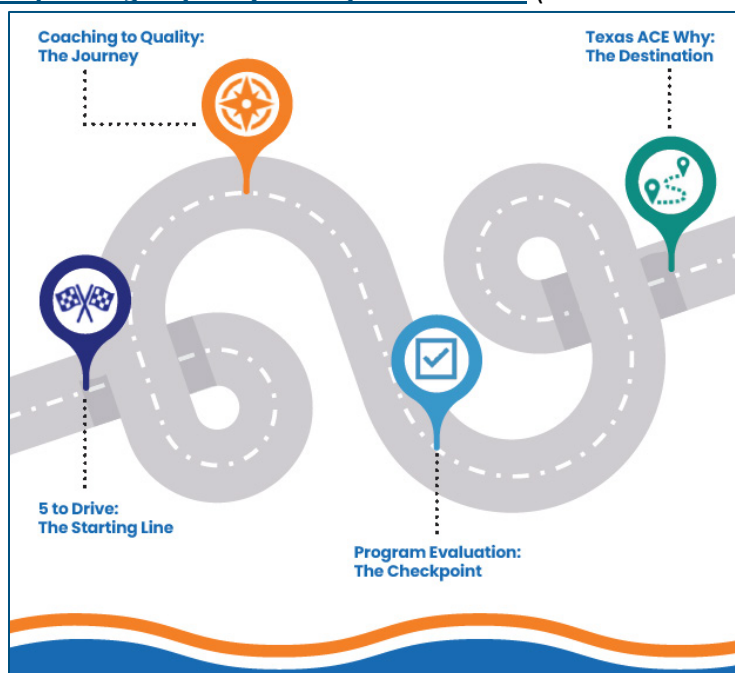 Coaching to Quality:
The Journey
Texas ACE Why:
The Destination
5 to Drive:
The Starting Line
Program Evaluation:
The Checkpoint